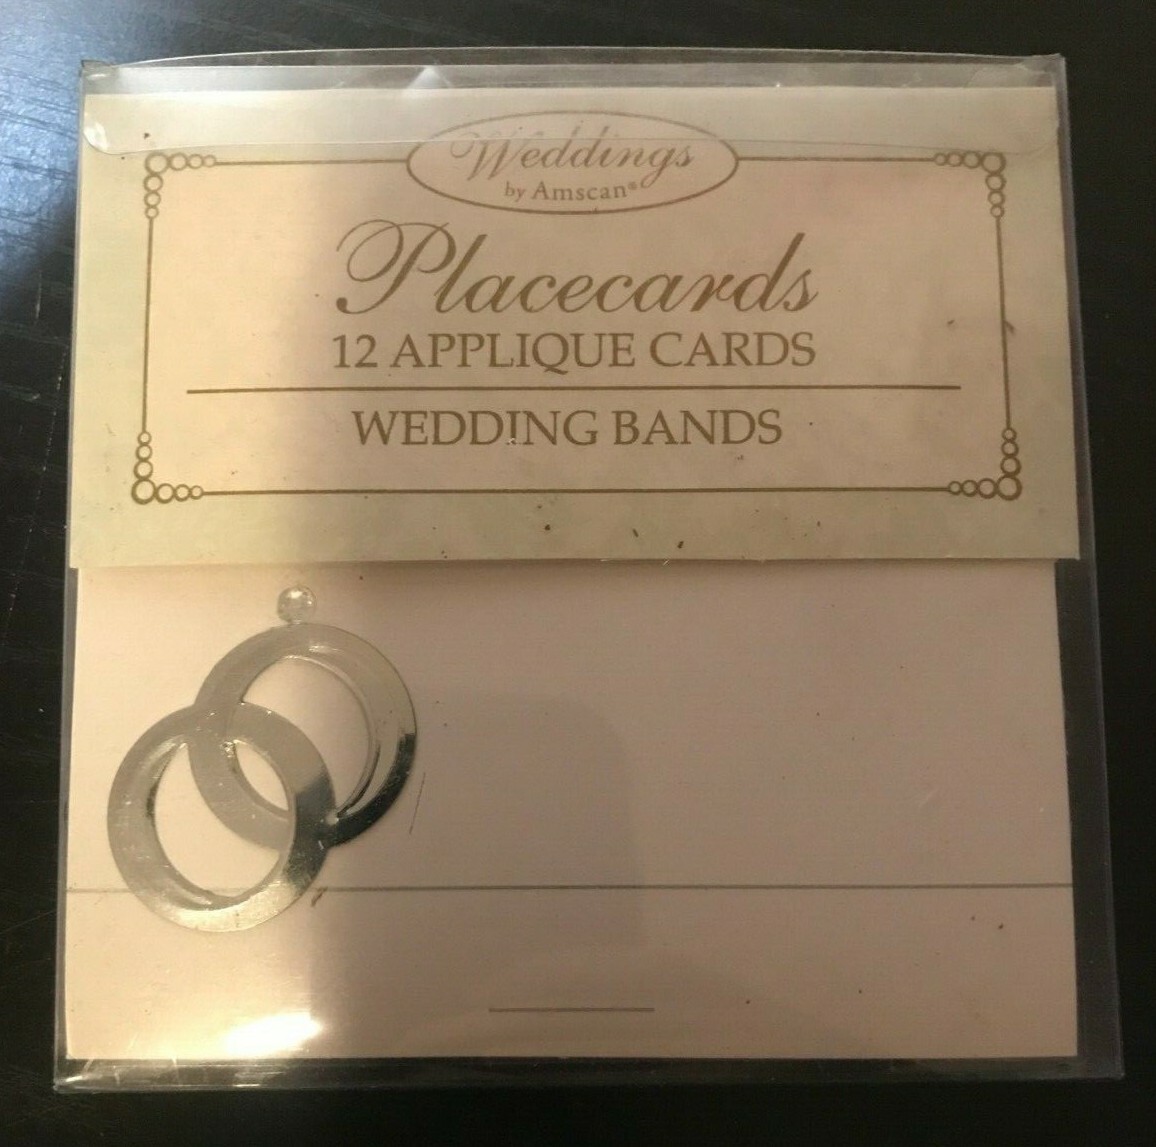 Weddings
by Amscan®
Placecards
12 APPLIQUE CARDS
WEDDING BANDS